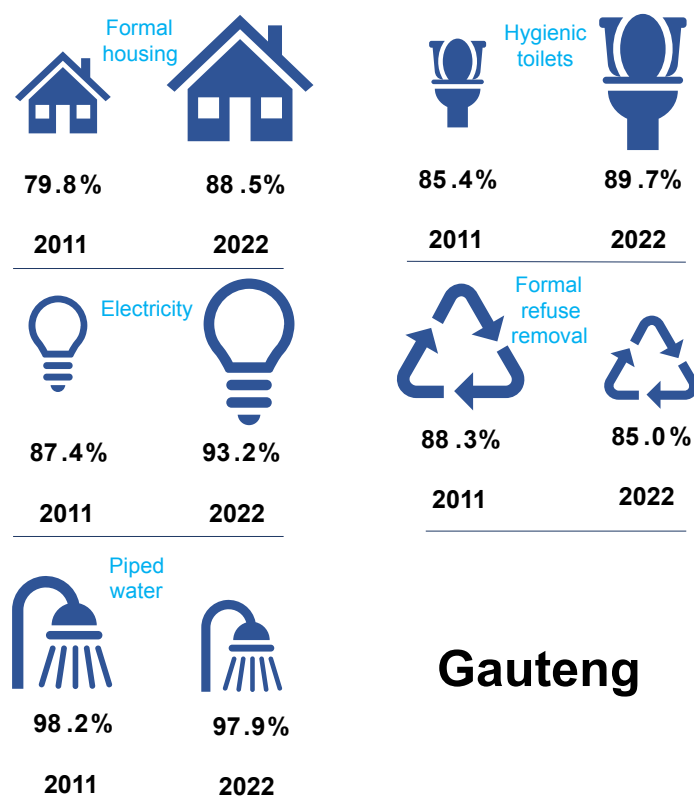 Formal
housing
79.8%
88.5%
2011
2022
Hygienic
toilets
85.4%
89.7%
2011
2022
Electricity
87.4%
93.2%
2011
2022
Formal
refuse
removal
88.3%
85.0%
2011
2022
Piped
water
98.2%
97.9%
2011
2022
Gauteng